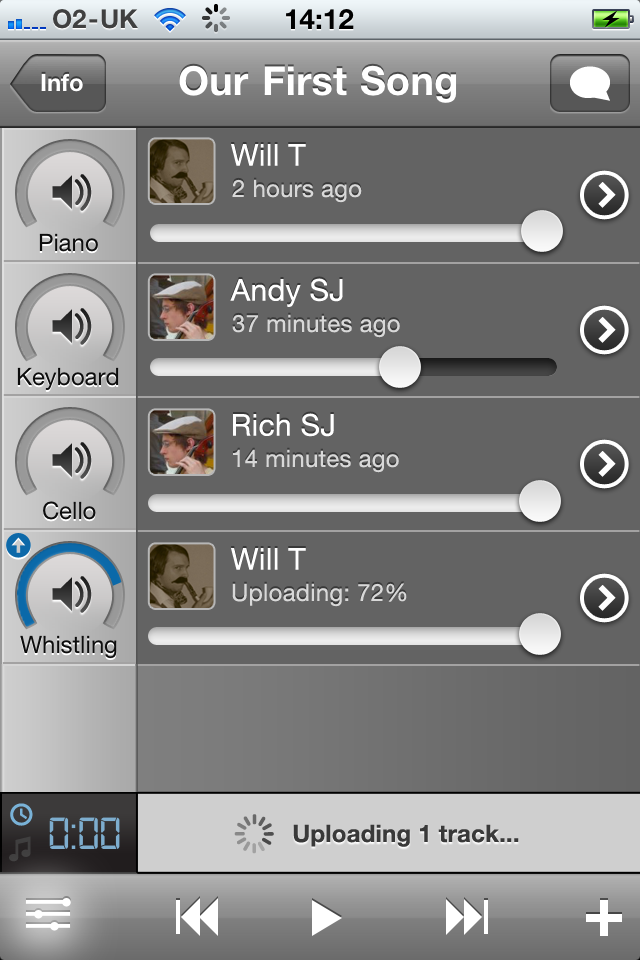 O2-UK 14:12
Info Our First Song
Piano Will T
2 hours ago
Keyboard Andy SJ
37 minutes ago
Cello Rich SJ
14 minutes ago
Whistling Will T
Uploading: 72%
0:00 Uploading 1 track...